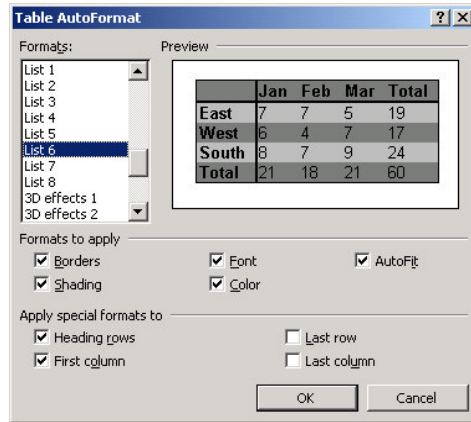 Table AutoFormat
Formats:
Preview
List 1
List 2
List 3
List 4
List 5
List 6
List 7
List 8
3D effects 1
3D effects 2
Jan Feb Mar Total
East 7 7 5 19
West 6 4 7 17
South 8 7 9 24
Total 21 18 21 60
Formats to apply
Borders Font AutoFit
Shading Color
Apply special formats to
Heading rows Last row
First column Last column
OK Cancel